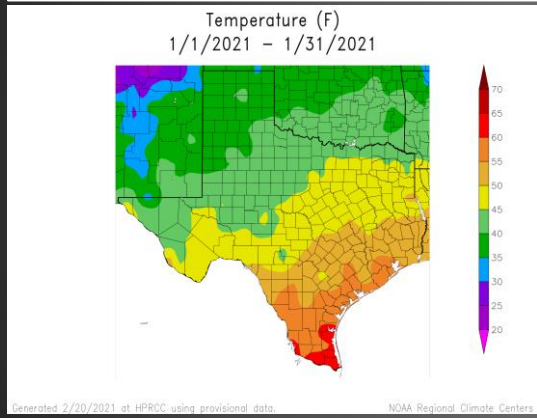 Temperature (F)
1/1/2021 – 1/31/2021
70
65
60
55
50
45
40
35
30
25
20
Generated 2/20/2021 at HPRCC using provisional data.
NOAA Regional Climate Centers